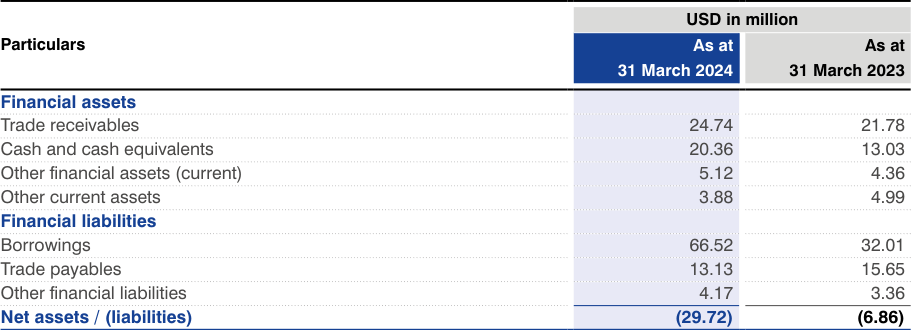 USD in million
Particulars As at As at
31 March 2024 31 March 2023
Financial assets
Trade receivables 24.74 21.78
Cash and cash equivalents 20.36 13.03
Other financial assets (current) 5.12 4.36
Other current assets 3.88 4.99
Financial liabilities
Borrowings 66.52 32.01
Trade payables 13.13 15.65
Other financial liabilities 4.17 3.36
Net assets / (liabilities) (29.72) (6.86)